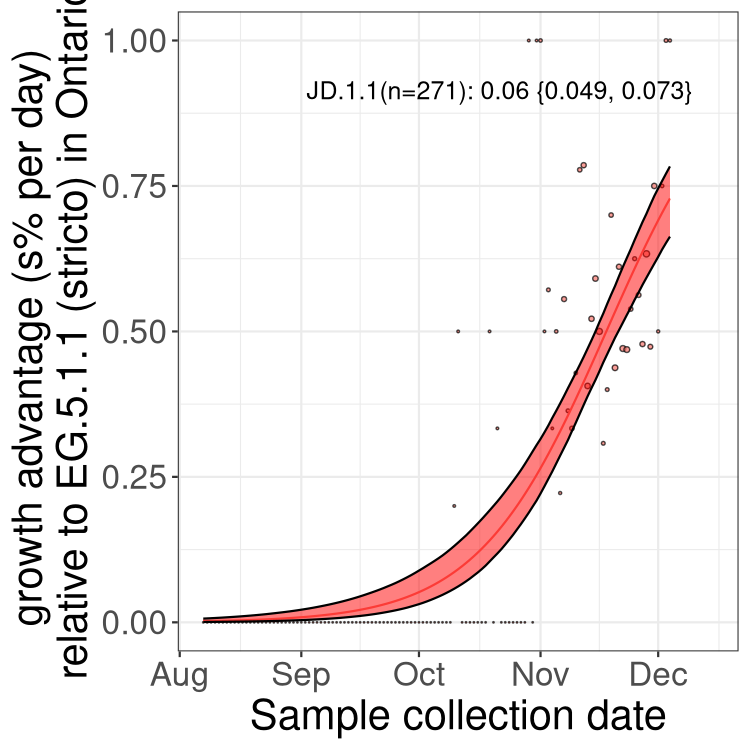 growth advantage (s% per day)
relative to EG.5.1.1 (stricto) in Ontario
1.00
0.75
0.50
0.25
0.00
JD.1.1(n=271): 0.06 {0.049, 0.073}
Aug Sep Oct Nov Dec
Sample collection date